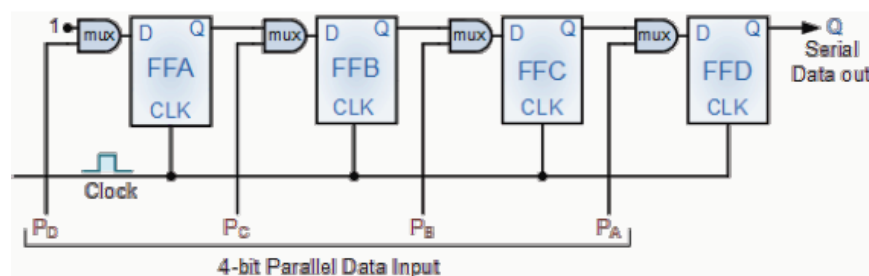 1 mux D Q mux D Q mux D Q mux D Q Q
FFA FFB FFC FFD Serial
Data out
CLK CLK CLK CLK
Clock
PD PC PB PA
4-bit Parallel Data Input